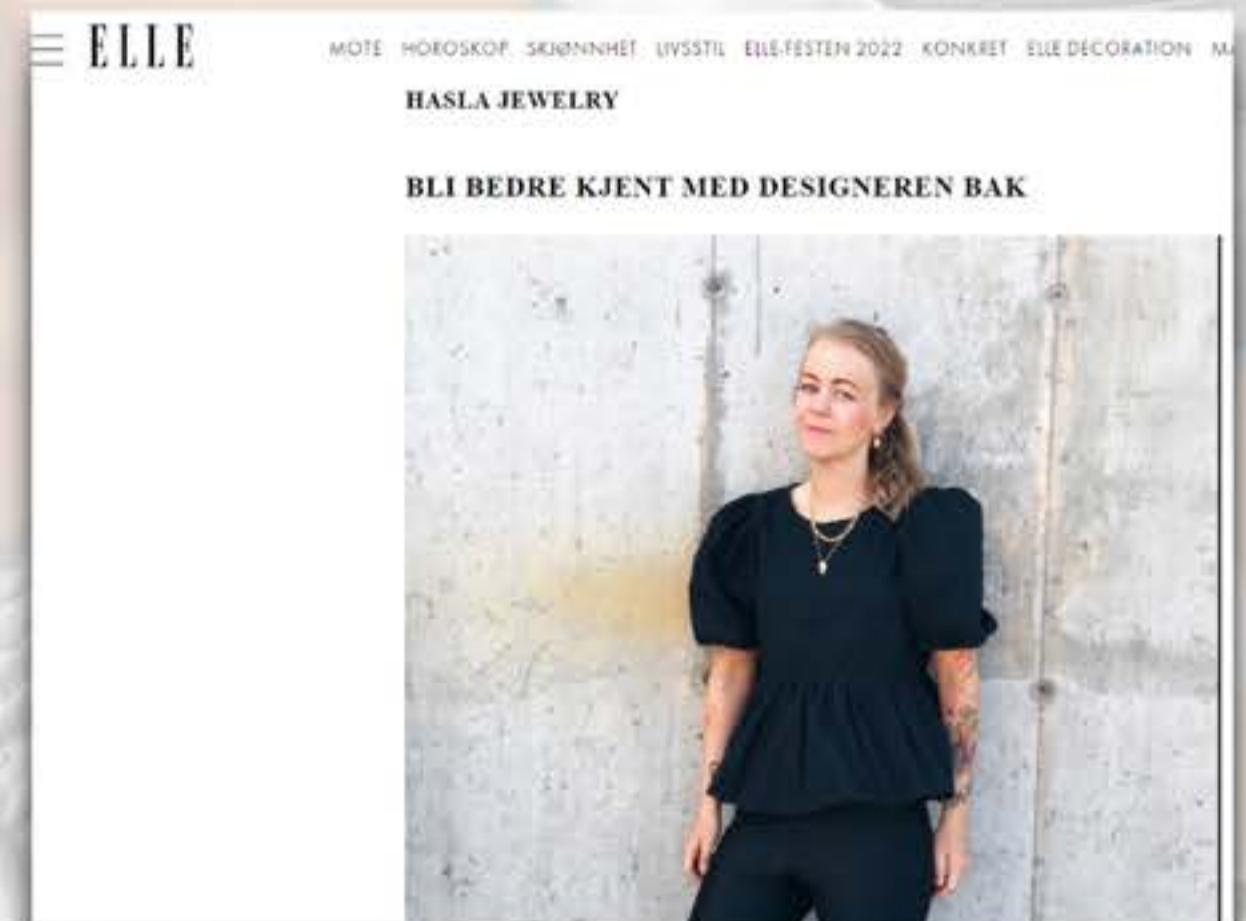 ELLE
MOTE HOROSKOP SKJØNNHET LIVSSTIL ELLE-FESTEN 2022 KONKRET ELLE DECORATION
HASLA JEWELRY
BLI BEDRE KJENT MED DESIGNEREN BAK